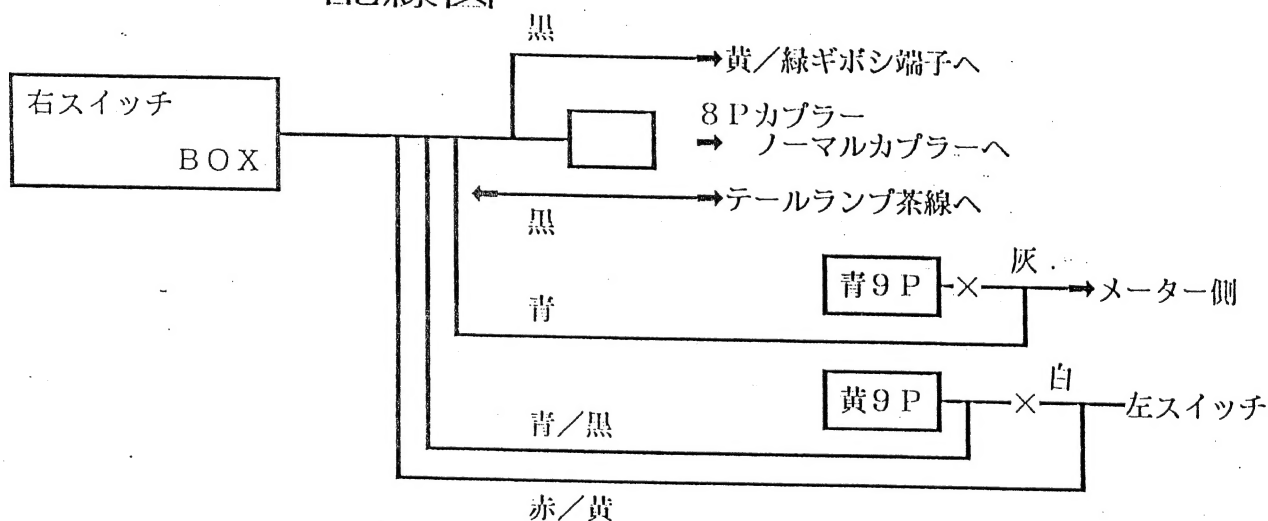 黒
黄／緑ギボシ端子へ
右スイッチ
BOX
8Pカプラー
ノーマルカプラーへ
テールランプ茶線へ
黒
灰
青9P
×
メーター側
青
白
黄9P
×
左スイッチ
青／黒
赤／黄